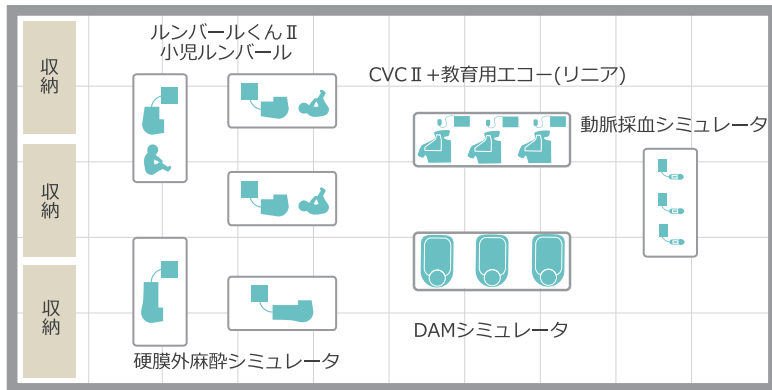 収納
収納
収納
ルンバールくんⅡ
小児ルンバール
CVCⅡ+教育用エコー(リニア)
動脈採血シミュレータ
DAMシミュレータ
硬膜外麻酔シミュレータ